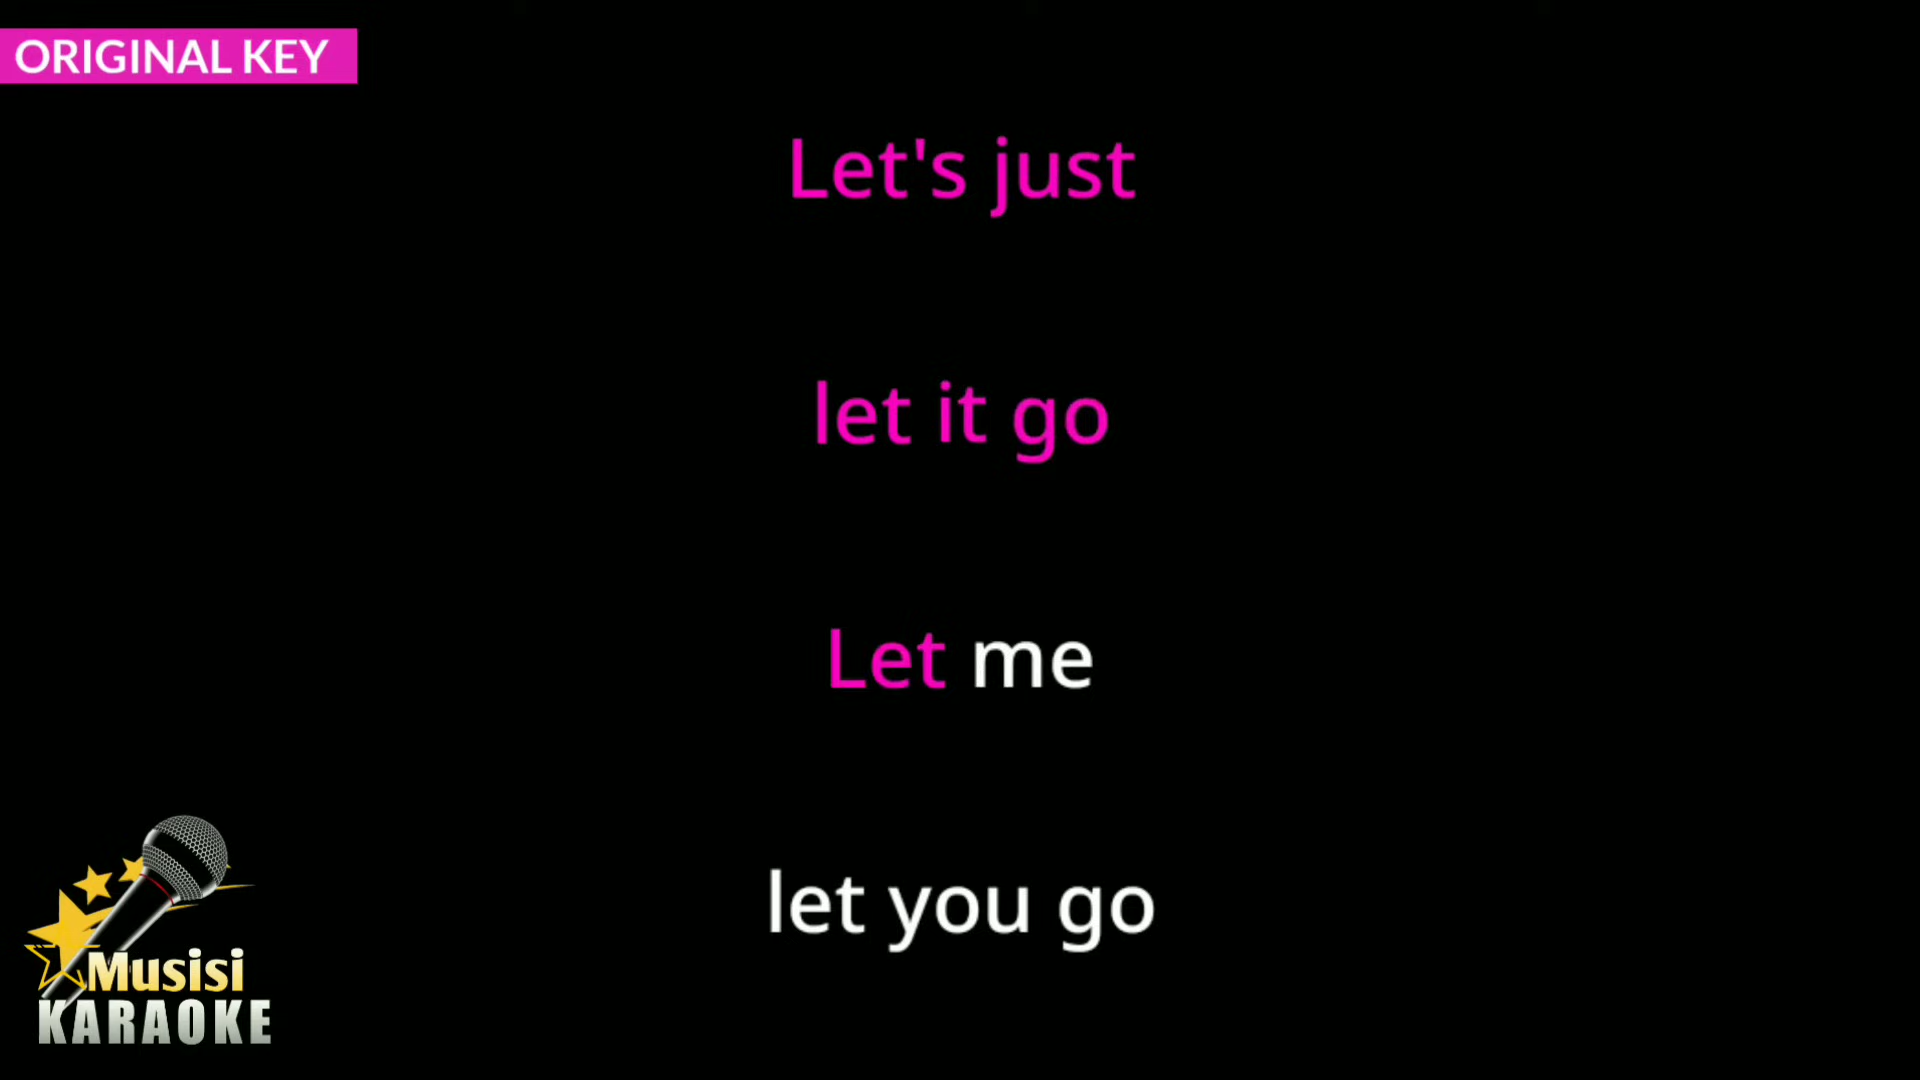 ORIGINAL KEY
Let's just
let it go
Let me
let you go
Musisi
KARAOKE